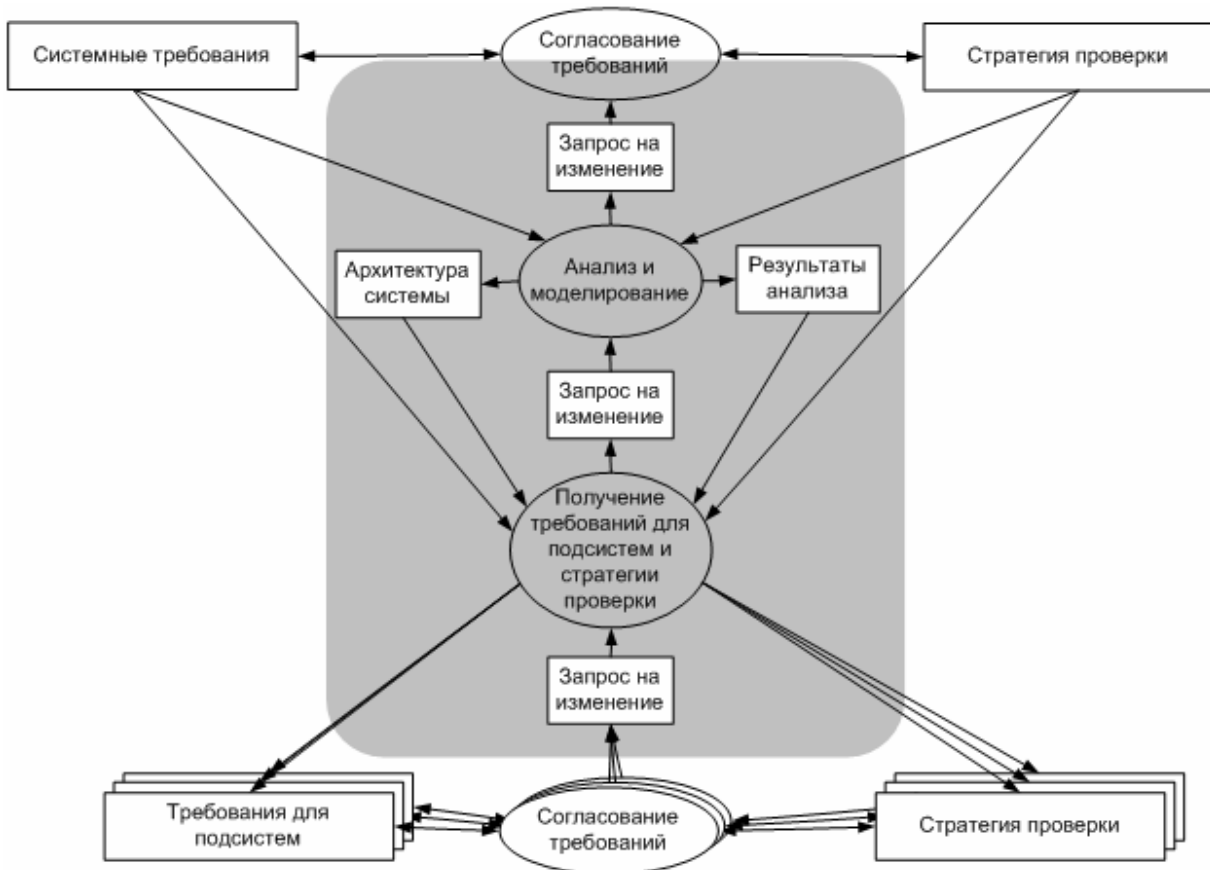 Системные требования
Согласование
требований
Стратегия проверки
Запрос на
изменение
Архитектура
системы
Анализ и
моделирование
Результаты
анализа
Запрос на
изменение
Получение
требований для
подсистем и
стратегии
проверки
Запрос на
изменение
Требования для
подсистем
Согласование
требований
Стратегия проверки